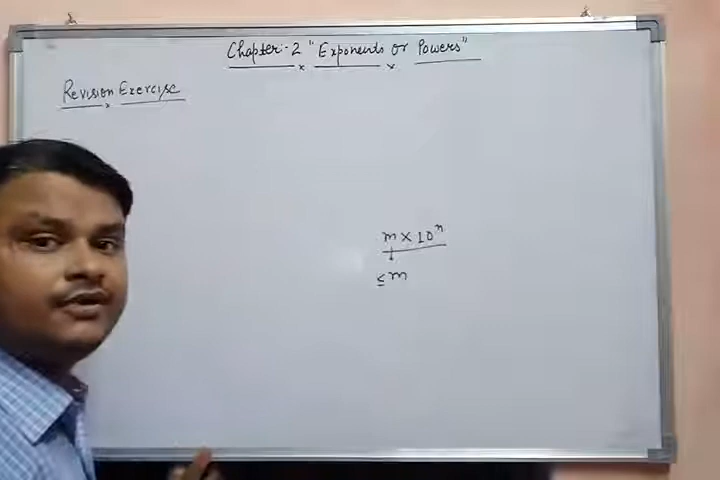 Chapter:-2 "Exponents or Powers"
Revision Exercise
m × 10ⁿ
≤ m